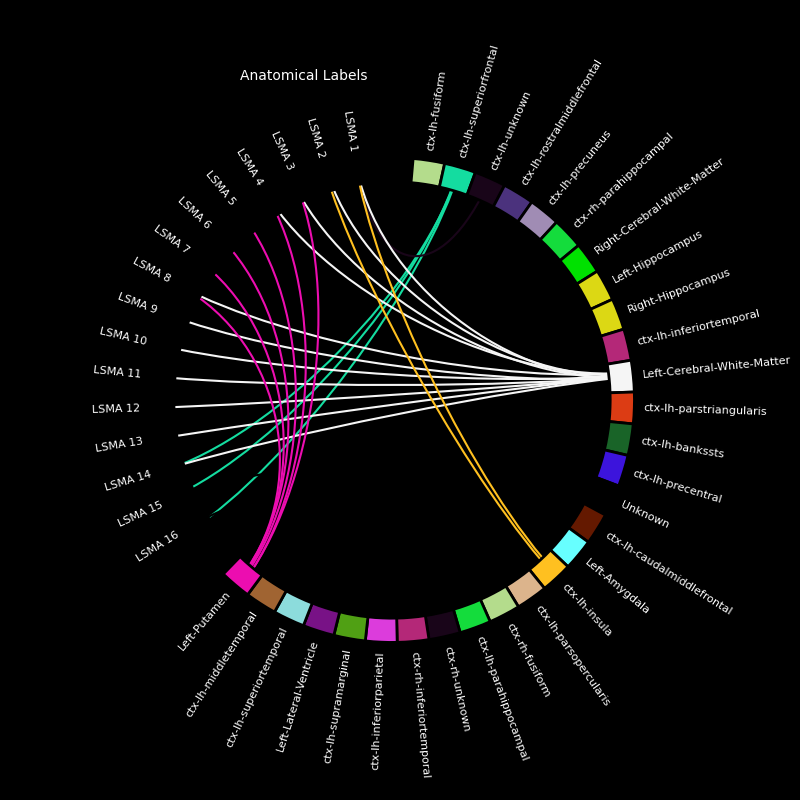 Anatomical Labels
LSMA 1
LSMA 2
LSMA 3
LSMA 4
LSMA 5
LSMA 6
LSMA 7
LSMA 8
LSMA 9
LSMA 10
LSMA 11
LSMA 12
LSMA 13
LSMA 14
LSMA 15
LSMA 16
Left-Putamen
ctx-lh-middletemporal
ctx-lh-superiortemporal
Left-Lateral-Ventricle
ctx-lh-supramarginal
ctx-lh-inferiorparietal
ctx-rh-inferiortemporal
ctx-rh-unknown
ctx-lh-parahippocampal
ctx-rh-fusiform
ctx-lh-parsopercularis
ctx-lh-insula
Left-Amygdala
ctx-lh-caudalmiddlefrontal
Unknown
ctx-lh-precentral
ctx-lh-bankssts
ctx-lh-parstriangularis
Left-Cerebral-White-Matter
ctx-lh-inferiortemporal
Right-Hippocampus
Left-Hippocampus
Right-Cerebral-White-Matter
ctx-rh-parahippocampal
ctx-lh-precuneus
ctx-lh-rostralmiddlefrontal
ctx-lh-unknown
ctx-lh-superiorfrontal
ctx-lh-fusiform